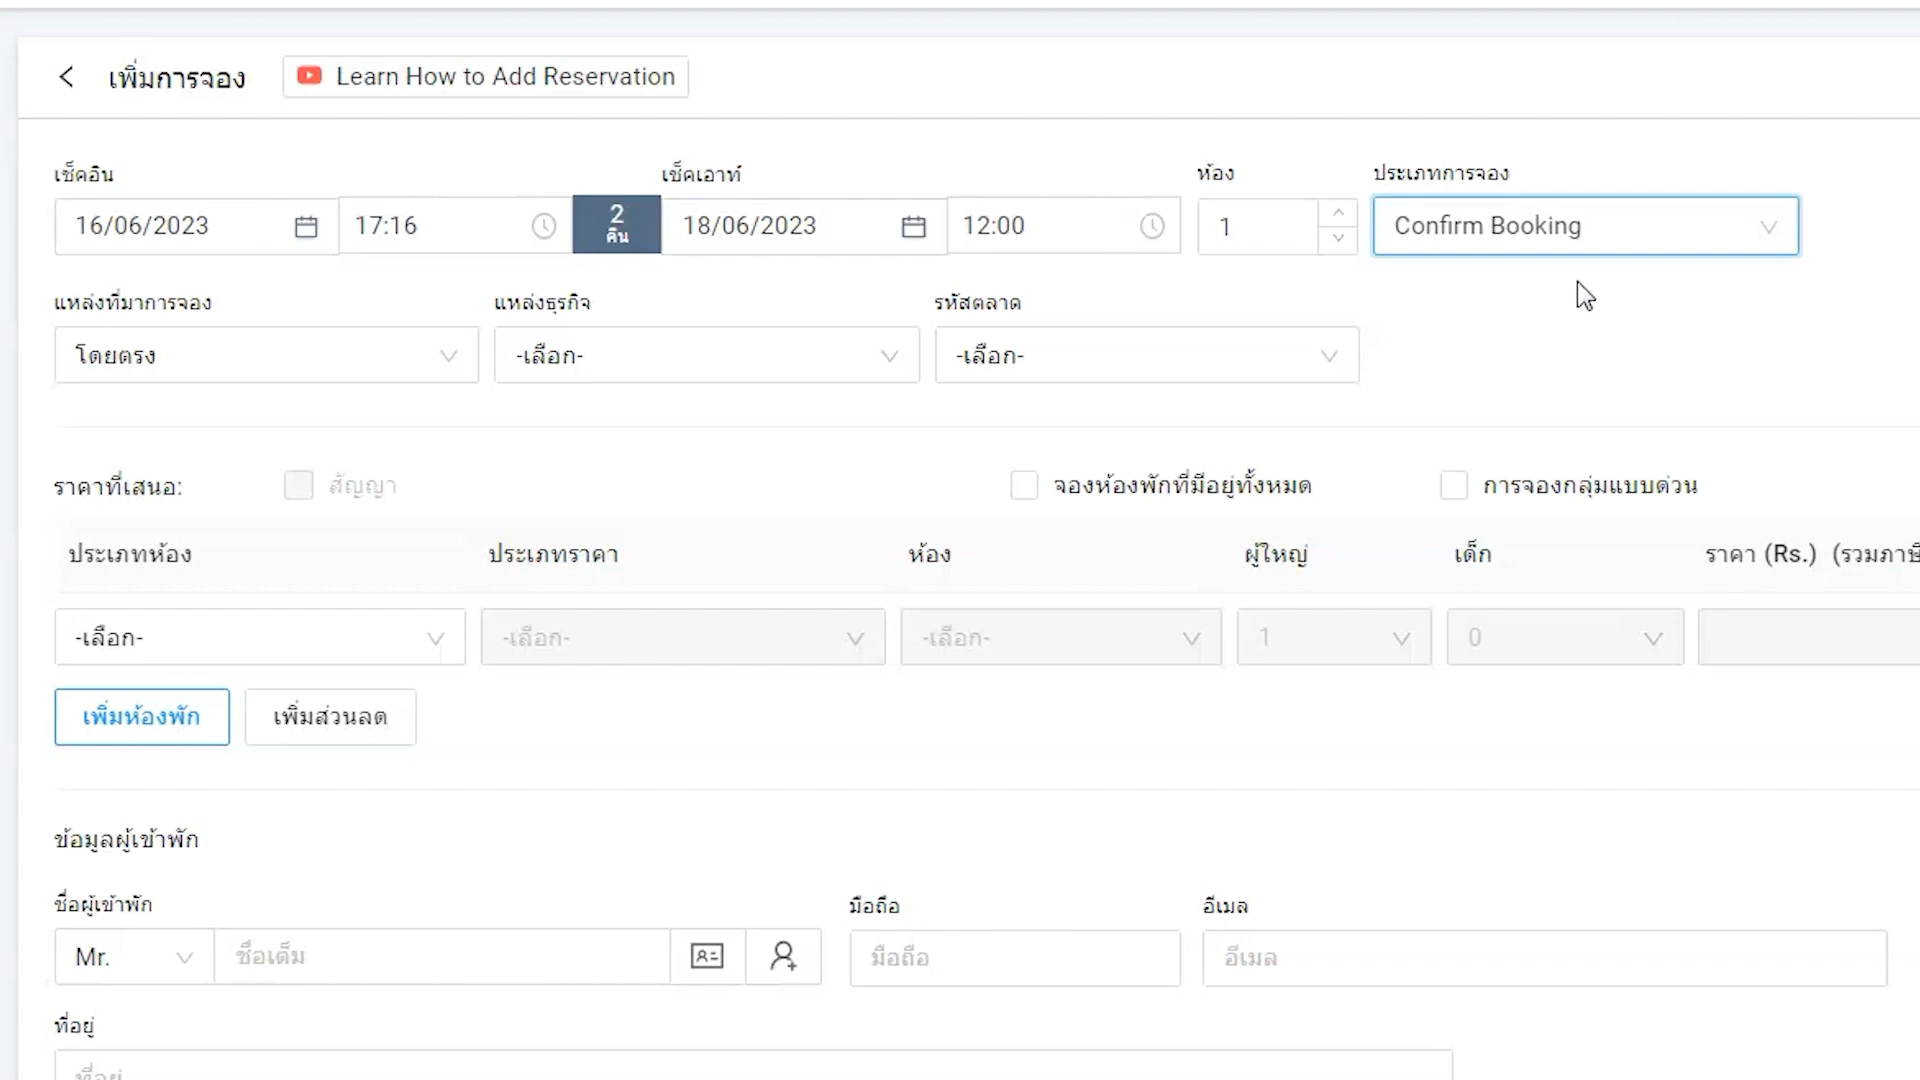 เพิ่มการจอง Learn How to Add Reservation
เช็คอิน เช็คเอาท์ ห้อง ประเภทการจอง
16/06/2023 17:16 2 คืน 18/06/2023 12:00 1 Confirm Booking
แหล่งที่มาการจอง แหล่งธุรกิจ รหัสตลาด
โดยตรง -เลือก- -เลือก-
ราคาที่เสนอ: สัญญา จองห้องพักที่มีอยู่ทั้งหมด การจองกลุ่มแบบด่วน
ประเภทห้อง ประเภทราคา ห้อง ผู้ใหญ่ เด็ก ราคา (Rs.) (รวมภาษี
-เลือก- -เลือก- -เลือก- 1 0
เพิ่มห้องพัก เพิ่มส่วนลด
ข้อมูลผู้เข้าพัก
ชื่อผู้เข้าพัก มือถือ อีเมล
Mr. ชื่อเต็ม มือถือ อีเมล
ที่อยู่
ที่อยู่